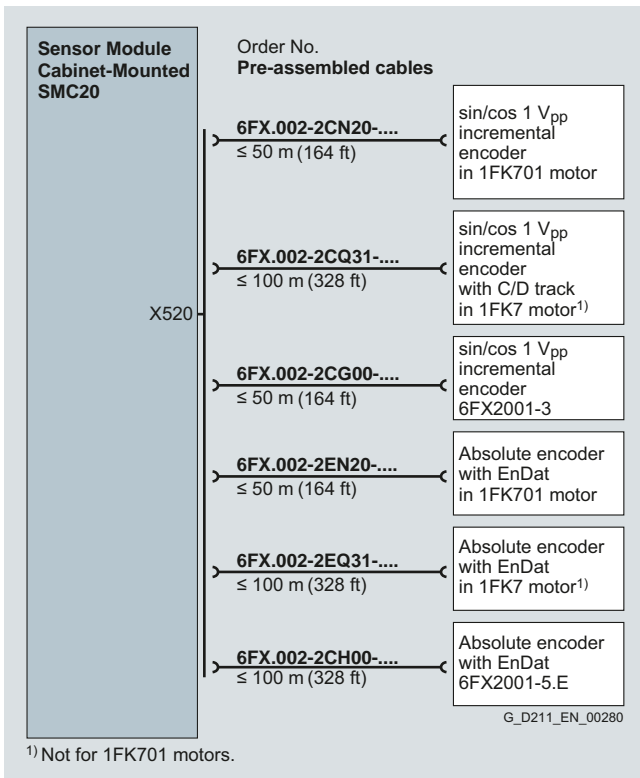 Sensor Module
Cabinet-Mounted
SMC20
Order No.
Pre-assembled cables
6FX.002-2CN20-....
≤ 50 m (164 ft)
sin/cos 1 Vpp
incremental
encoder
in 1FK701 motor
6FX.002-2CQ31-....
≤ 100 m (328 ft)
sin/cos 1 Vpp
incremental
encoder
with C/D track
in 1FK7 motor1)
X520
6FX.002-2CG00-....
≤ 50 m (164 ft)
sin/cos 1 Vpp
incremental
encoder
6FX2001-3
6FX.002-2EN20-....
≤ 50 m (164 ft)
Absolute encoder
with EnDat
in 1FK701 motor
6FX.002-2EQ31-....
≤ 100 m (328 ft)
Absolute encoder
with EnDat
in 1FK7 motor1)
6FX.002-2CH00-....
≤ 100 m (328 ft)
Absolute encoder
with EnDat
6FX2001-5.E
G_D211_EN_00280
1) Not for 1FK701 motors.